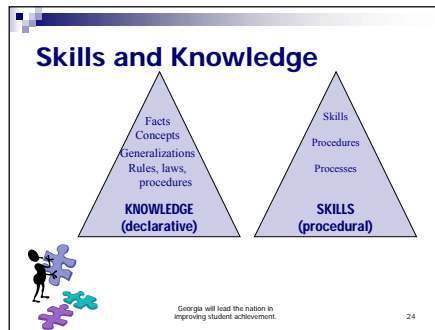 Skills and Knowledge
Facts
Concepts
Generalizations
Rules, laws,
procedures
KNOWLEDGE
(declarative)
Skills
Procedures
Processes
SKILLS
(procedural)
Georgia will lead the nation in
improving student achievement.
24